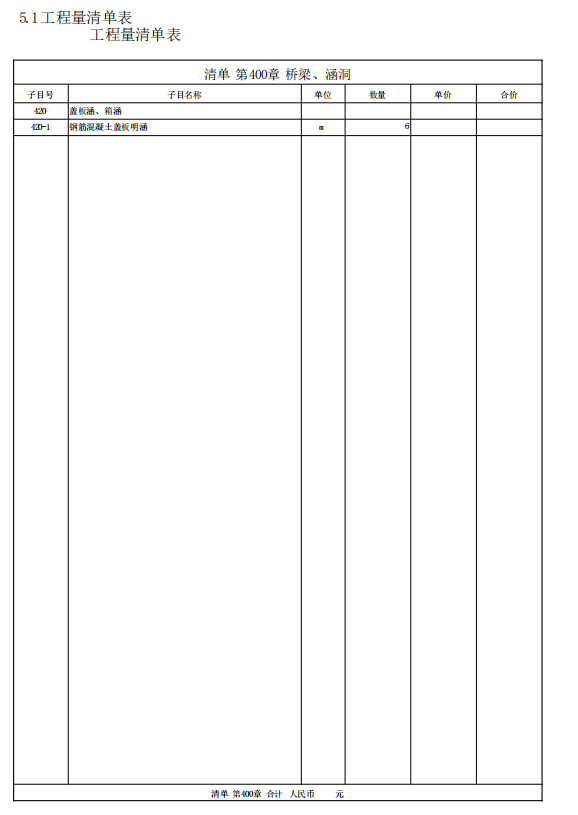 5.1工程量清单表
工程量清单表
清单 第400章 桥梁、涵洞
子目号 子目名称 单位 数量 单价 合价
420 盖板涵、箱涵
420-1 钢筋混凝土盖板明涵 m 6
清单 第400章 合计 人民币 元